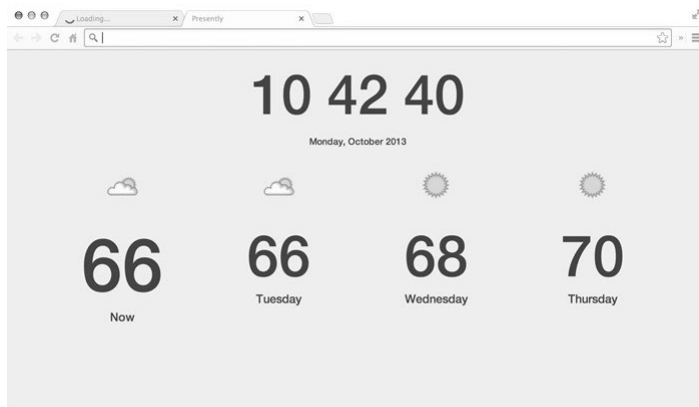 Loading...
Presently
10 42 40
Monday, October 2013
66
66
68
70
Now
Tuesday
Wednesday
Thursday